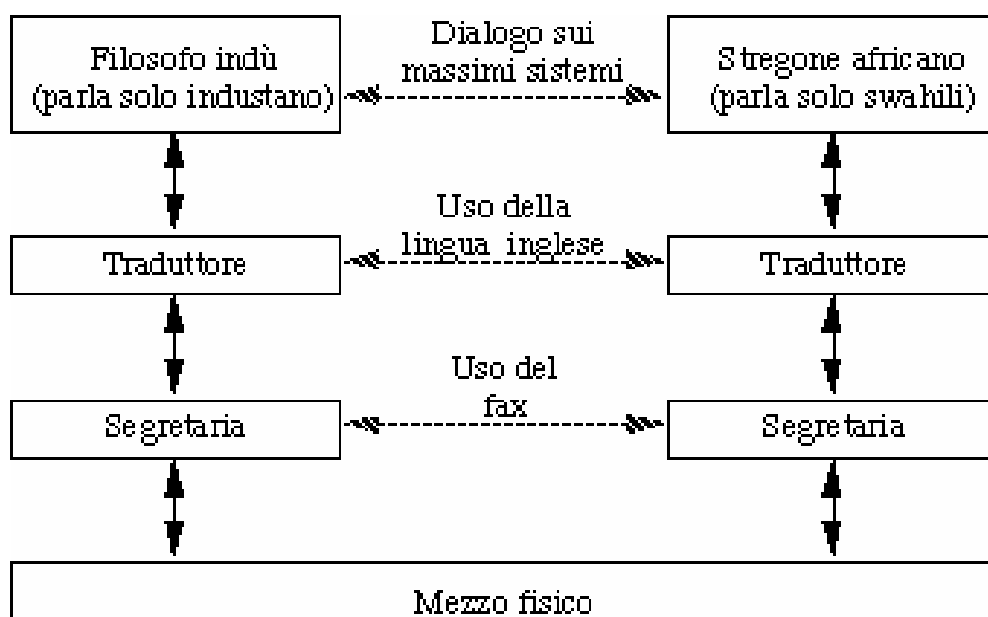 Filosofo indù
(parla solo industano)
Dialogo sui
massimi sistemi
Stregone africano
(parla solo swahili)
Traduttore
Uso della
lingua inglese
Traduttore
Segretaria
Uso del
fax
Segretaria
Mezzo fisico